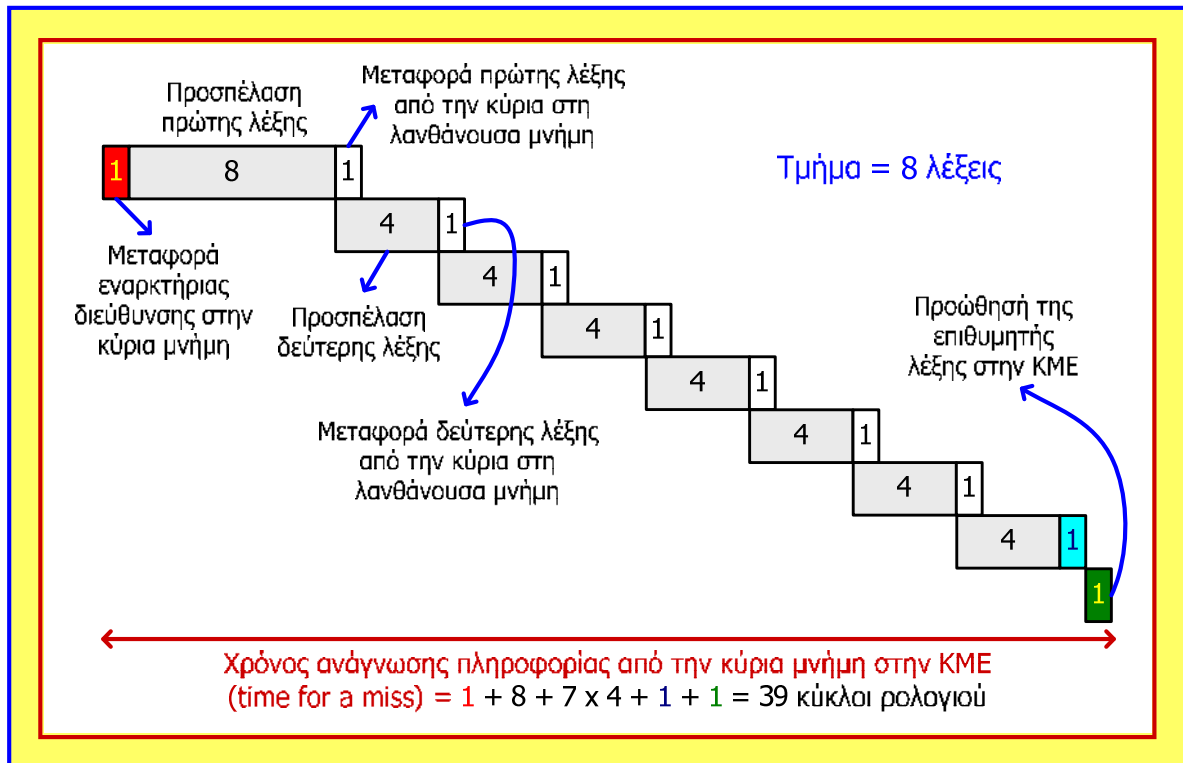 Προσπέλαση
πρώτης λέξης
Μεταφορά πρώτης λέξης
από την κύρια στη
λανθάνουσα μνήμη
Τμήμα = 8 λέξεις
1 8 1
4 1
4 1
4 1
4 1
4 1
4 1
4 1
1
Μεταφορά
εναρκτήριας
διεύθυνσης στην
κύρια μνήμη
Προσπέλαση
δεύτερης λέξης
Μεταφορά δεύτερης λέξης
από την κύρια στη
λανθάνουσα μνήμη
Προώθησή της
επιθυμητής
λέξης στην ΚΜΕ
Χρόνος ανάγνωσης πληροφορίας από την κύρια μνήμη στην ΚΜΕ
(time for a miss) = 1 + 8 + 7 x 4 + 1 + 1 = 39 κύκλοι ρολογιού